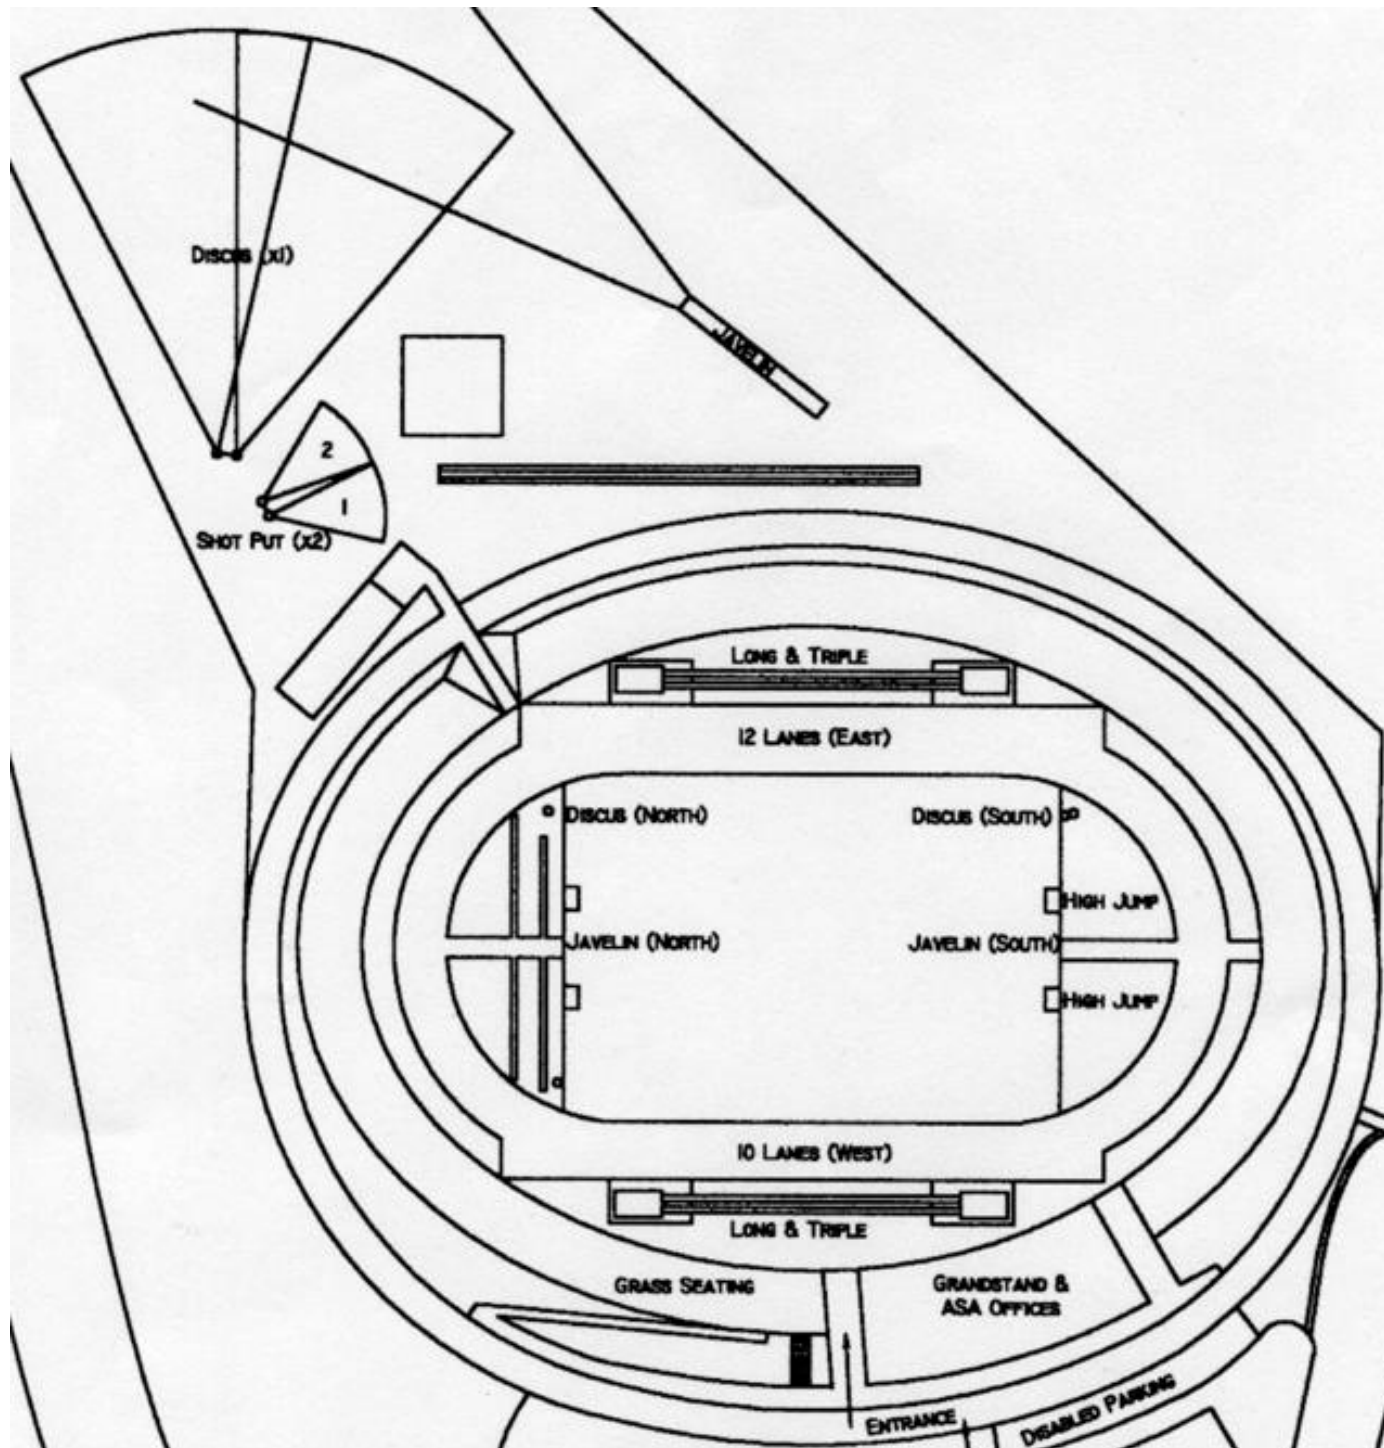 Discus (x1)
Javelin
2
1
Shot Put (x2)
Long & Triple
12 Lanes (East)
Discus (North)
Discus (South)
High Jump
Javelin (North)
Javelin (South)
High Jump
10 Lanes (West)
Long & Triple
Grass Seating
Grandstand &
ASA Offices
Entrance
Disabled Parking